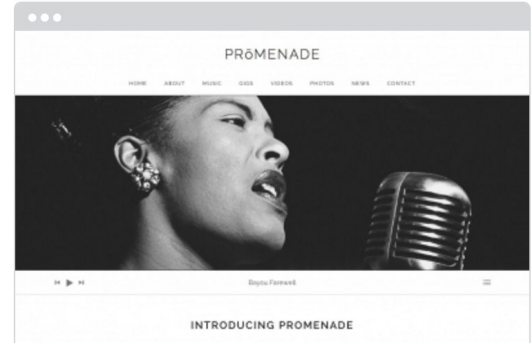 PRōMENADE
HOME ABOUT MUSIC GIGS VIDEOS PHOTOS NEWS CONTACT
Bayou Farewell
INTRODUCING PROMENADE